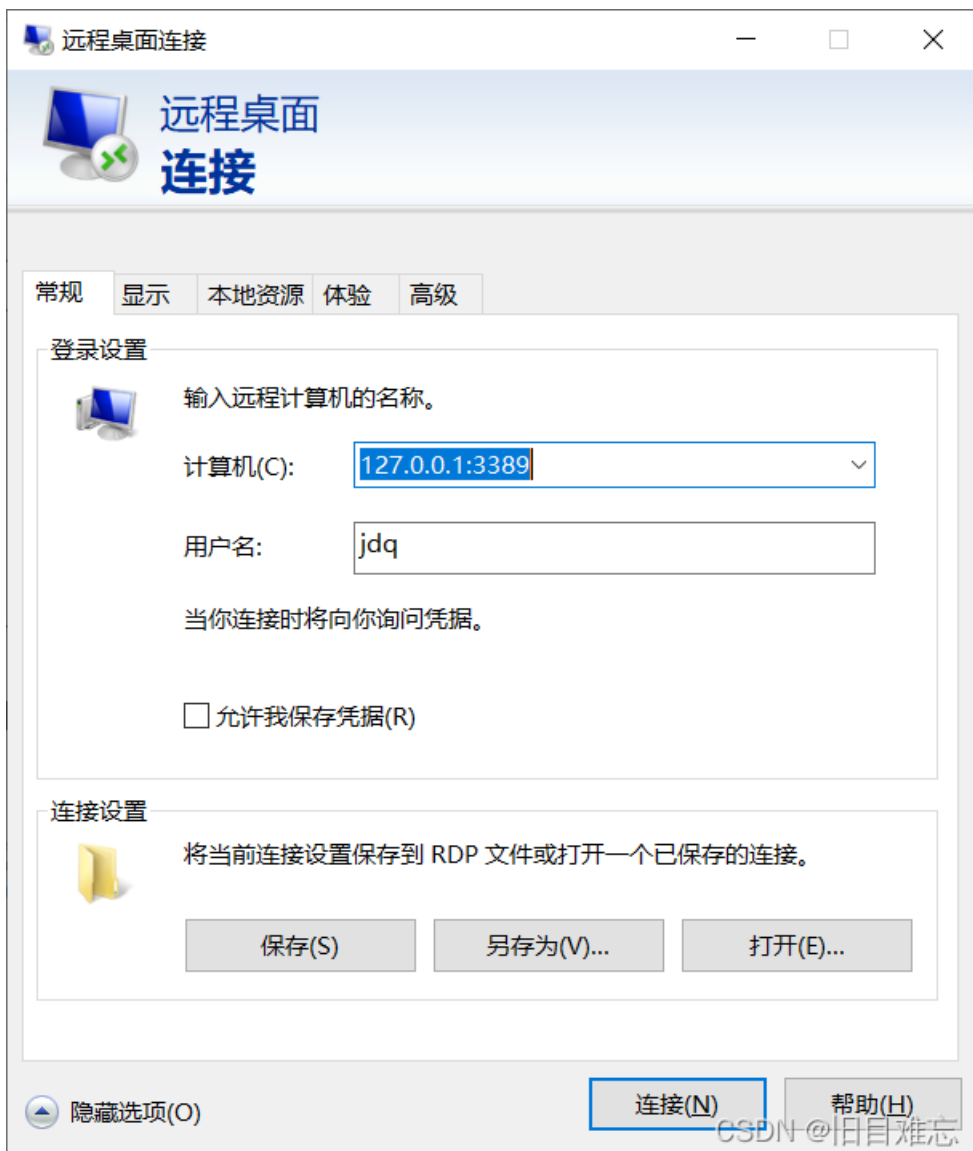 远程桌面连接
远程桌面
连接
常规 显示 本地资源 体验 高级
登录设置
输入远程计算机的名称。
计算机(C): 127.0.0.1:3389
用户名: jdq
当你连接时将向你询问凭据。
允许我保存凭据(R)
连接设置
将当前连接设置保存到 RDP 文件或打开一个已保存的连接。
保存(S) 另存为(V)... 打开(E)...
隐藏选项(O) 连接(N) 帮助(H)
CSDN @旧目难忘